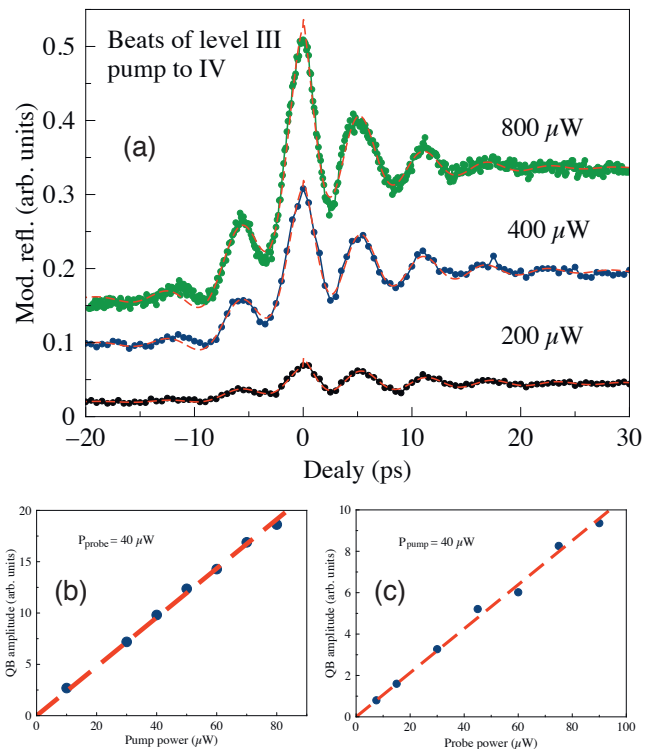 Beats of level III
pump to IV
(a)
800 μW
400 μW
200 μW
Mod. refl. (arb. units)
0.5
0.4
0.3
0.2
0.1
0
−20
−10
0
10
20
30
Dealy (ps)
20
15
10
5
0
P probe = 40 μW
(b)
QB amplitude (arb. units)
0
20
40
60
80
Pump power (μW)
10
8
6
4
2
0
P pump = 40 μW
(c)
QB amplitude (arb. units)
0
20
40
60
80
100
Probe power (μW)